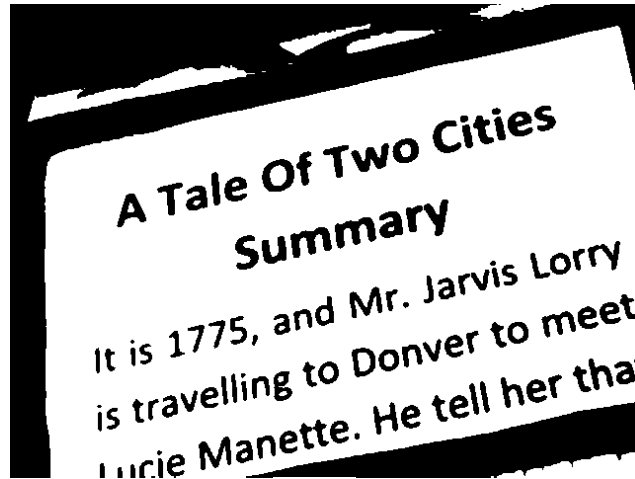 A Tale Of Two Cities
Summary
It is 1775, and Mr. Jarvis Lorry
is travelling to Donver to meet
Lucie Manette. He tell her tha